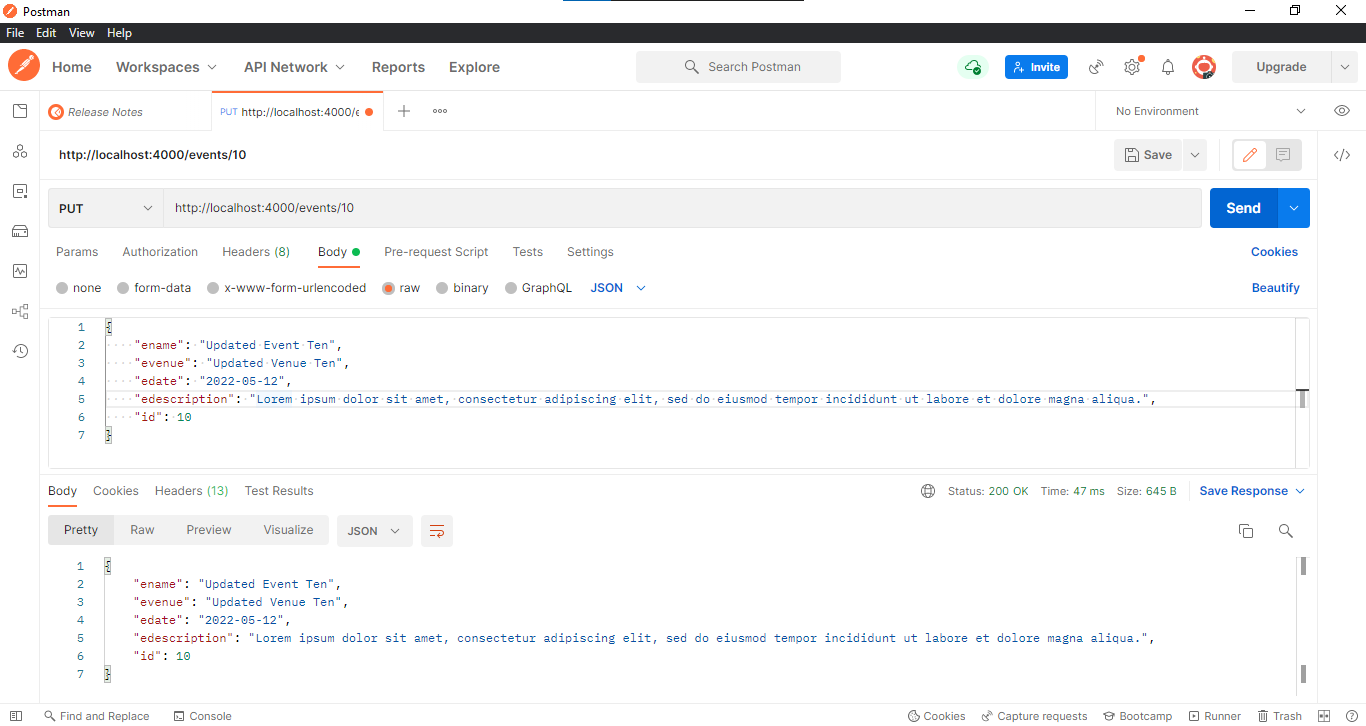 Postman
File Edit View Help
Home Workspaces API Network Reports Explore Search Postman Invite Upgrade
Release Notes PUT http://localhost:4000/e No Environment
http://localhost:4000/events/10 Save
PUT http://localhost:4000/events/10 Send
Params Authorization Headers (8) Body Pre-request Script Tests Settings Cookies
none form-data x-www-form-urlencoded raw binary GraphQL JSON Beautify
1 {
2 "ename": "Updated Event Ten",
3 "evenue": "Updated Venue Ten",
4 "edate": "2022-05-12",
5 "edescription": "Lorem ipsum dolor sit amet, consectetur adipiscing elit, sed do eiusmod tempor incididunt ut labore et dolore magna aliqua.",
6 "id": 10
7 }
Body Cookies Headers (13) Test Results Status: 200 OK Time: 47 ms Size: 645 B Save Response
Pretty Raw Preview Visualize JSON
1 {
2 "ename": "Updated Event Ten",
3 "evenue": "Updated Venue Ten",
4 "edate": "2022-05-12",
5 "edescription": "Lorem ipsum dolor sit amet, consectetur adipiscing elit, sed do eiusmod tempor incididunt ut labore et dolore magna aliqua.",
6 "id": 10
7 }
Find and Replace Console Cookies Capture requests Bootcamp Runner Trash